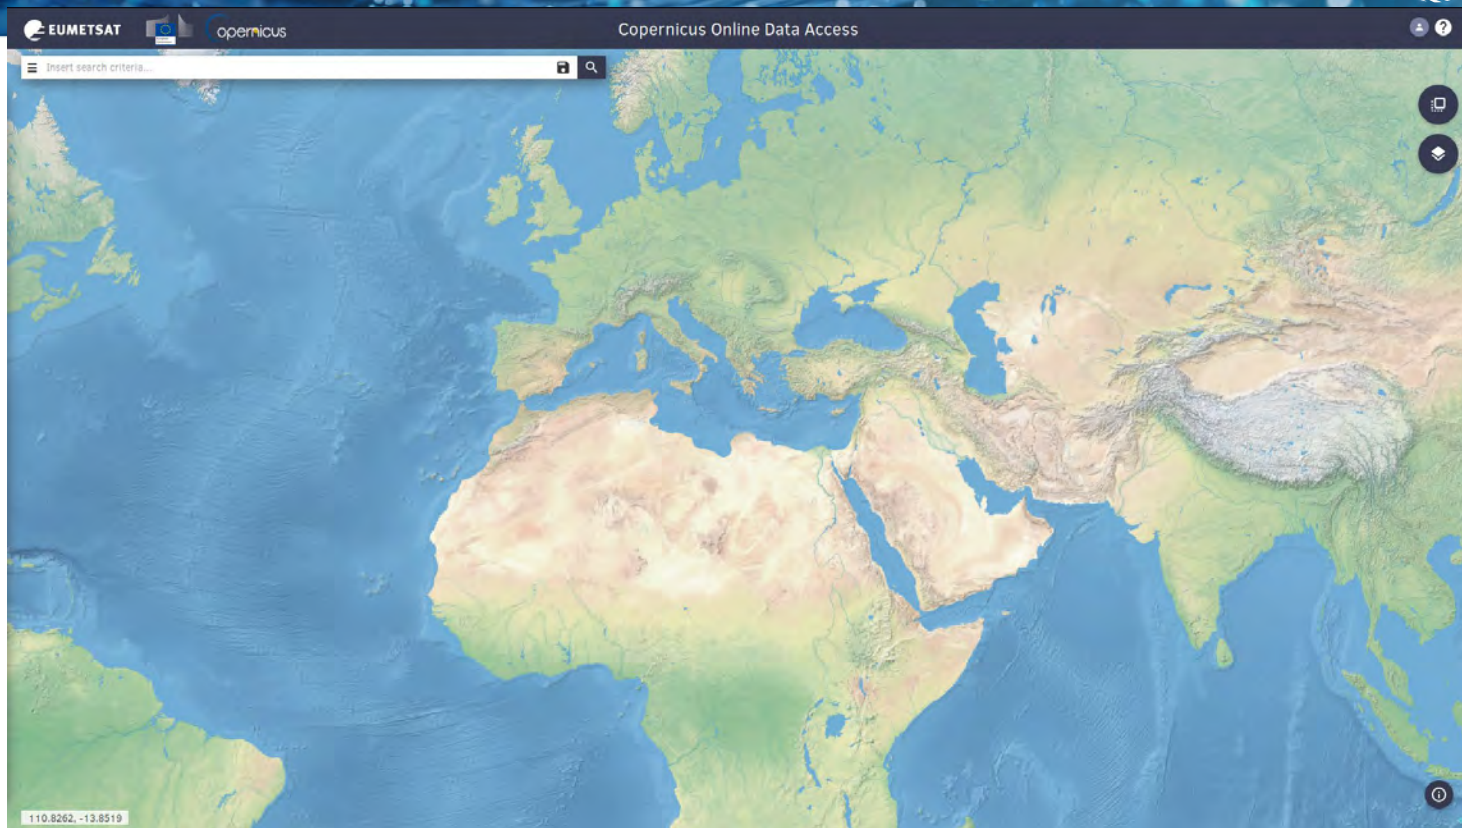 EUMETSAT
opernicus
Copernicus Online Data Access
?
Insert search criteria...
110.8262, -13.8519